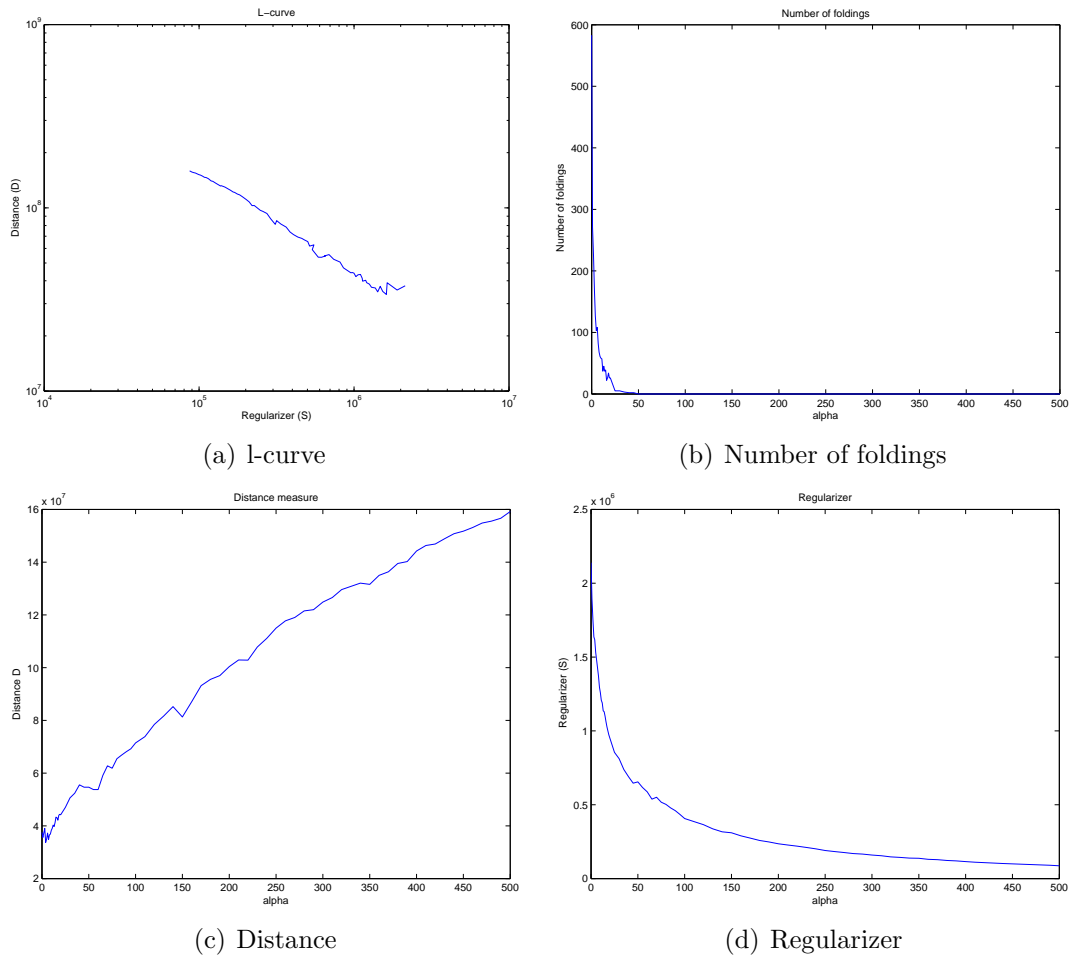 L−curve
10^9
10^8
10^7
Distance (D)
10^4 10^5 10^6 10^7
Regularizer (S)
(a) l-curve
Number of foldings
600
500
400
300
200
100
0
Number of foldings
0 50 100 150 200 250 300 350 400 450 500
alpha
(b) Number of foldings
Distance measure
x 10^7
16
14
12
10
8
6
4
2
Distance D
0 50 100 150 200 250 300 350 400 450 500
alpha
(c) Distance
Regularizer
x 10^6
2.5
2
1.5
1
0.5
0
Regularizer (S)
0 50 100 150 200 250 300 350 400 450 500
alpha
(d) Regularizer